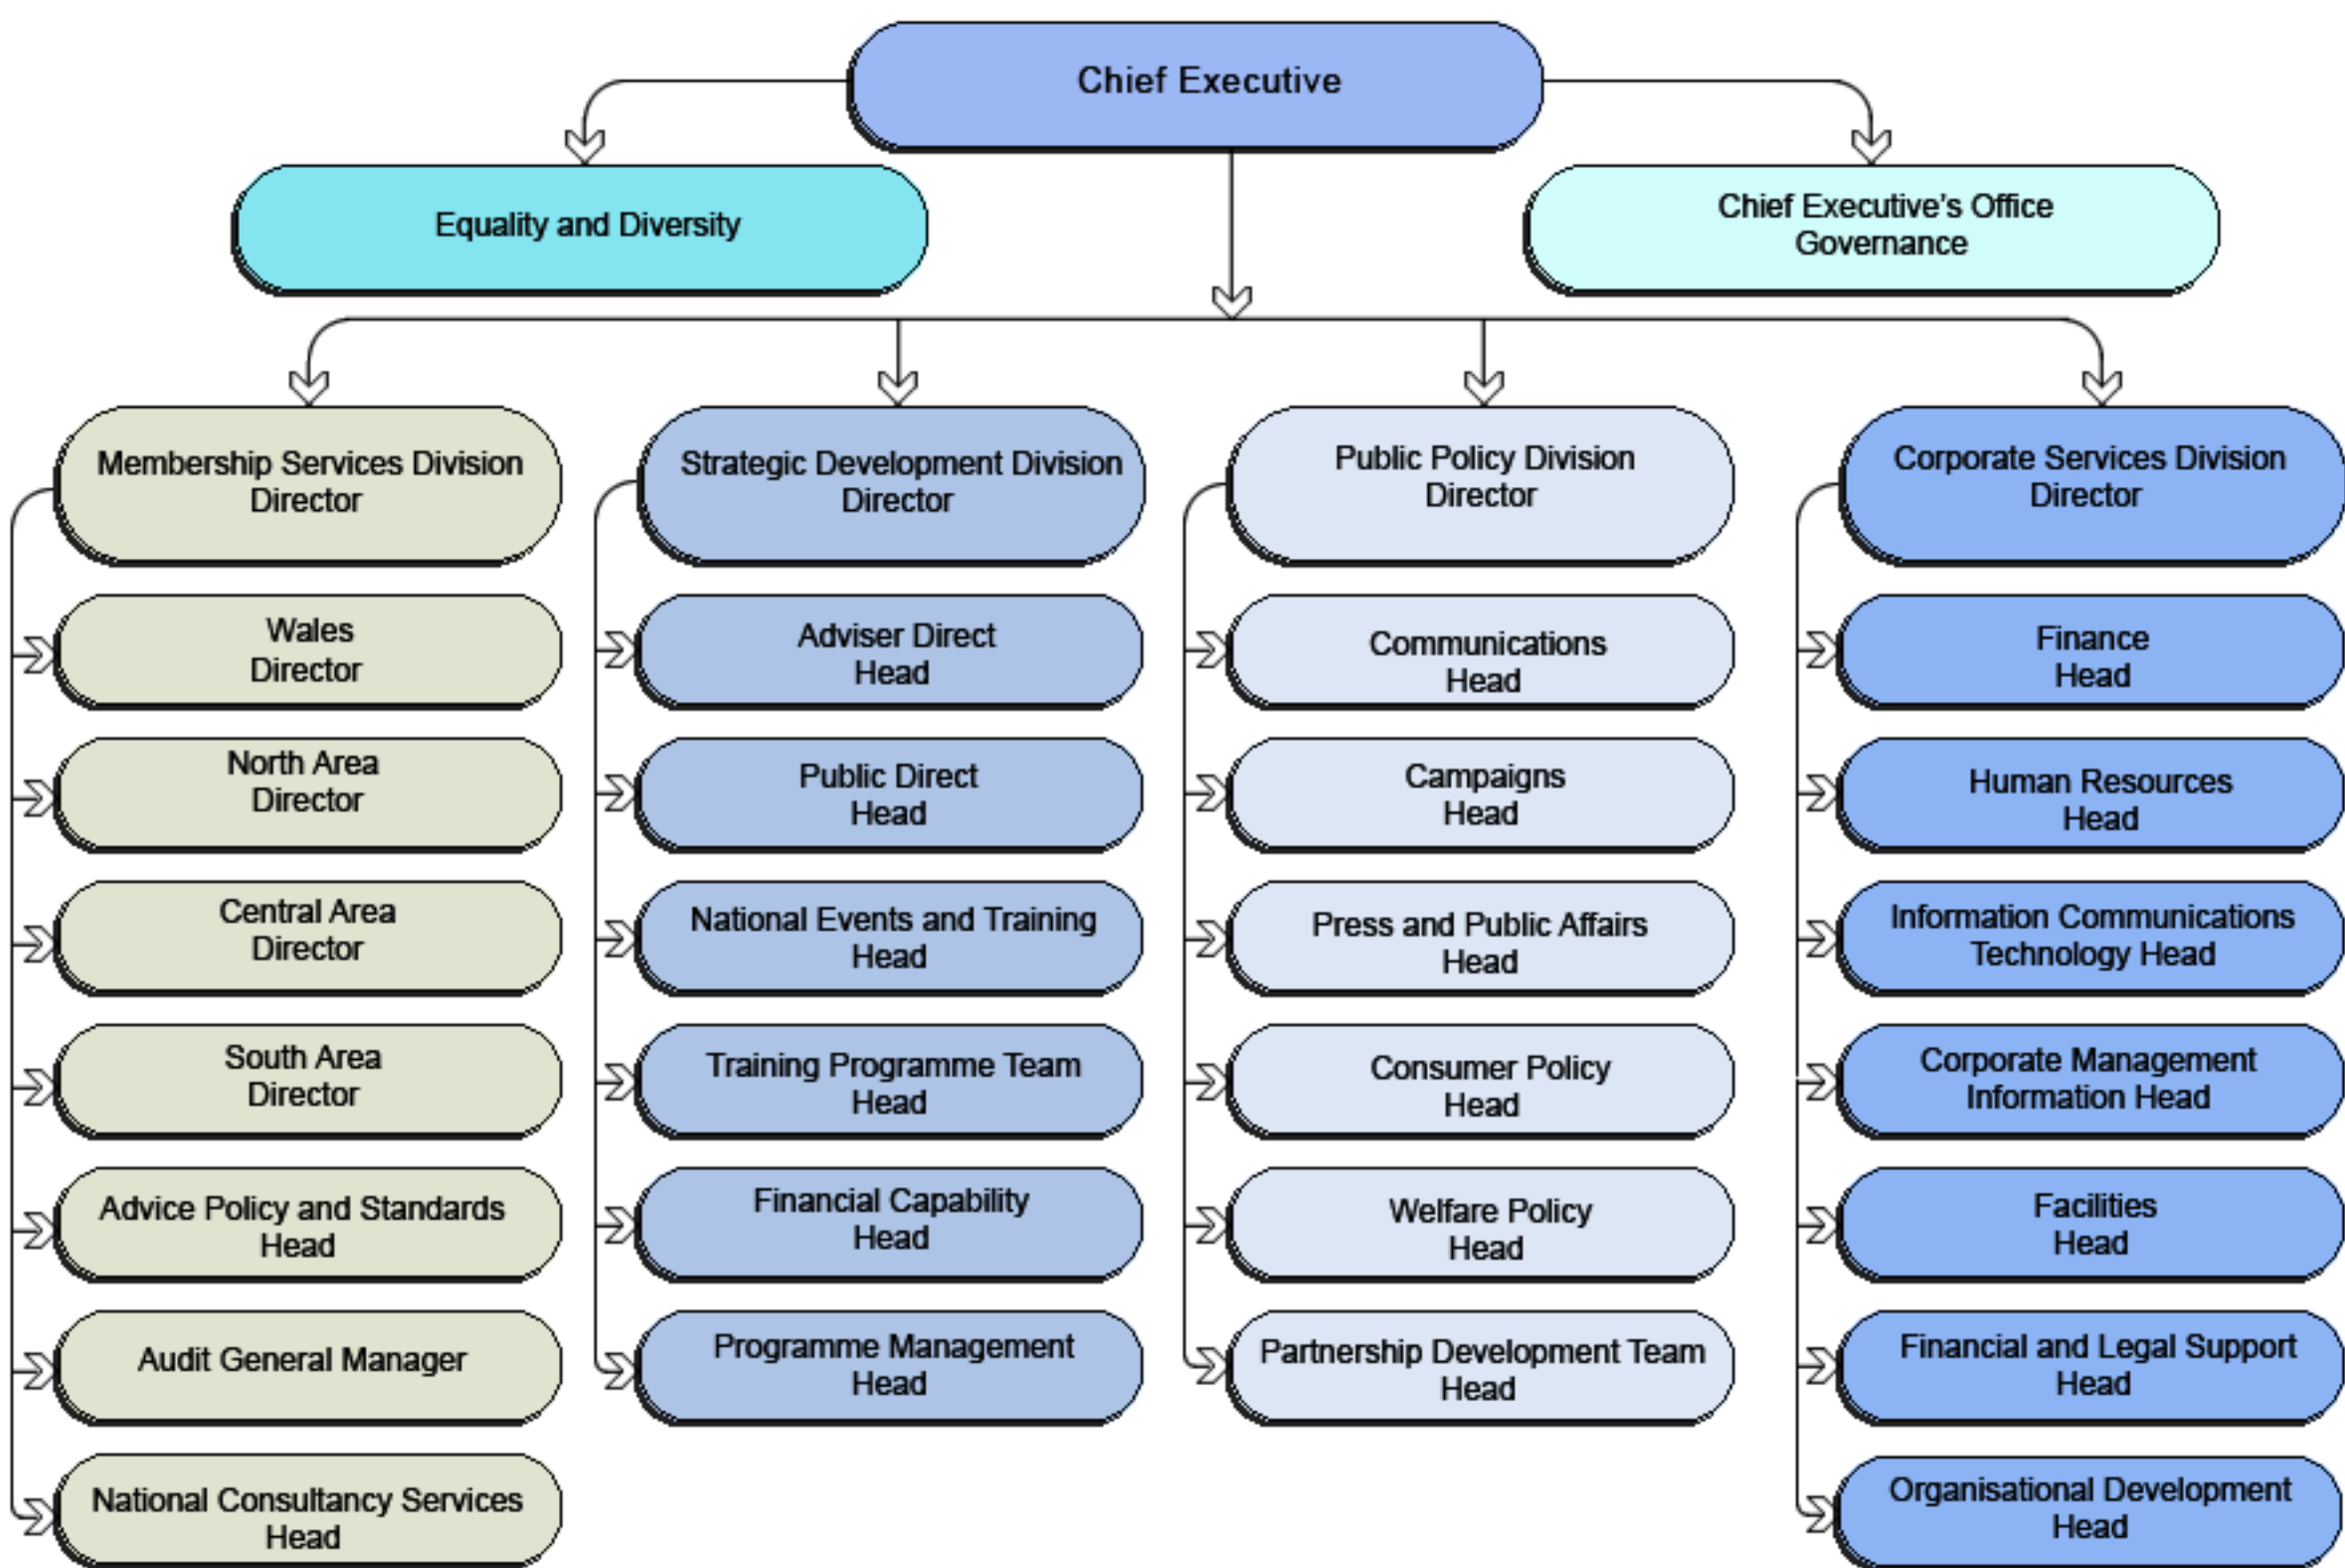 Chief Executive
Equality and Diversity
Chief Executive's Office
Governance
Membership Services Division
Director
Wales
Director
North Area
Director
Central Area
Director
South Area
Director
Advice Policy and Standards
Head
Audit General Manager
National Consultancy Services
Head
Strategic Development Division
Director
Adviser Direct
Head
Public Direct
Head
National Events and Training
Head
Training Programme Team
Head
Financial Capability
Head
Programme Management
Head
Public Policy Division
Director
Communications
Head
Campaigns
Head
Press and Public Affairs
Head
Consumer Policy
Head
Welfare Policy
Head
Partnership Development Team
Head
Corporate Services Division
Director
Finance
Head
Human Resources
Head
Information Communications
Technology Head
Corporate Management
Information Head
Facilities
Head
Financial and Legal Support
Head
Organisational Development
Head